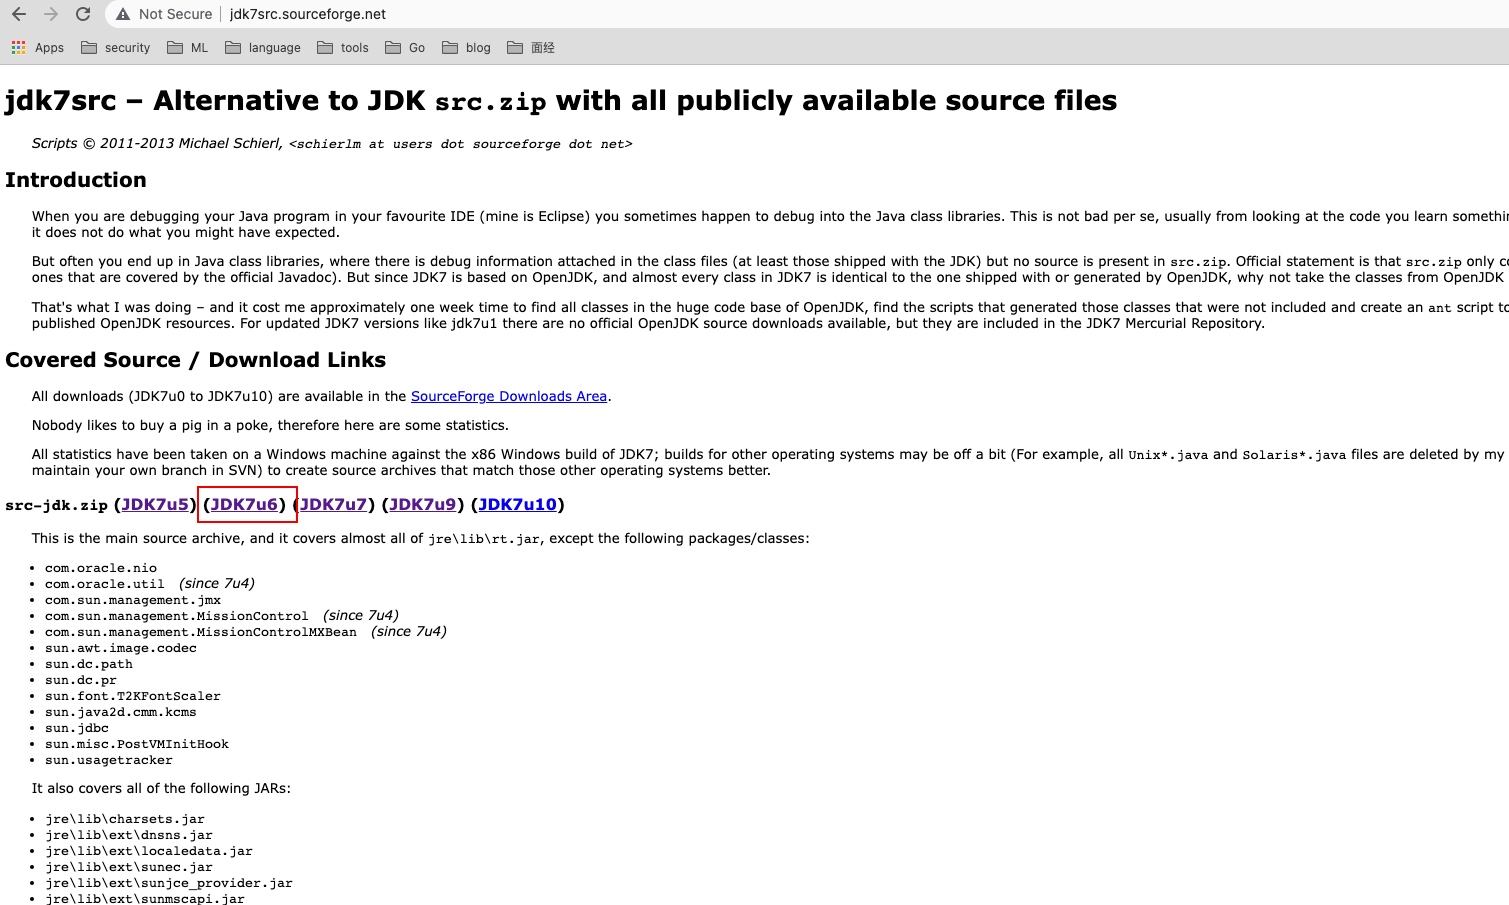 Not Secure | jdk7src.sourceforge.net
Apps security ML language tools Go blog 面经
jdk7src – Alternative to JDK src.zip with all publicly available source files
Scripts © 2011-2013 Michael Schierl, <schierlm at users dot sourceforge dot net>
Introduction
When you are debugging your Java program in your favourite IDE (mine is Eclipse) you sometimes happen to debug into the Java class libraries. This is not bad per se, usually from looking at the code you learn somethin
it does not do what you might have expected.
But often you end up in Java class libraries, where there is debug information attached in the class files (at least those shipped with the JDK) but no source is present in src.zip. Official statement is that src.zip only co
ones that are covered by the official Javadoc). But since JDK7 is based on OpenJDK, and almost every class in JDK7 is identical to the one shipped with or generated by OpenJDK, why not take the classes from OpenJDK
That's what I was doing – and it cost me approximately one week time to find all classes in the huge code base of OpenJDK, find the scripts that generated those classes that were not included and create an ant script to
published OpenJDK resources. For updated JDK7 versions like jdk7u1 there are no official OpenJDK source downloads available, but they are included in the JDK7 Mercurial Repository.
Covered Source / Download Links
All downloads (JDK7u0 to JDK7u10) are available in the SourceForge Downloads Area.
Nobody likes to buy a pig in a poke, therefore here are some statistics.
All statistics have been taken on a Windows machine against the x86 Windows build of JDK7; builds for other operating systems may be off a bit (For example, all Unix*.java and Solaris*.java files are deleted by my
maintain your own branch in SVN) to create source archives that match those other operating systems better.
src-jdk.zip (JDK7u5) (JDK7u6) (JDK7u7) (JDK7u9) (JDK7u10)
This is the main source archive, and it covers almost all of jre\lib\rt.jar, except the following packages/classes:
• com.oracle.nio
• com.oracle.util (since 7u4)
• com.sun.management.jmx
• com.sun.management.MissionControl (since 7u4)
• com.sun.management.MissionControlMXBean (since 7u4)
• sun.awt.image.codec
• sun.dc.path
• sun.dc.pr
• sun.font.T2KFontScaler
• sun.java2d.cmm.kcms
• sun.jdbc
• sun.misc.PostVMInitHook
• sun.usagetracker
It also covers all of the following JARs:
• jre\lib\charsets.jar
• jre\lib\ext\dnsns.jar
• jre\lib\ext\localedata.jar
• jre\lib\ext\sunec.jar
• jre\lib\ext\sunjce_provider.jar
• jre\lib\ext\sunmscapi.jar